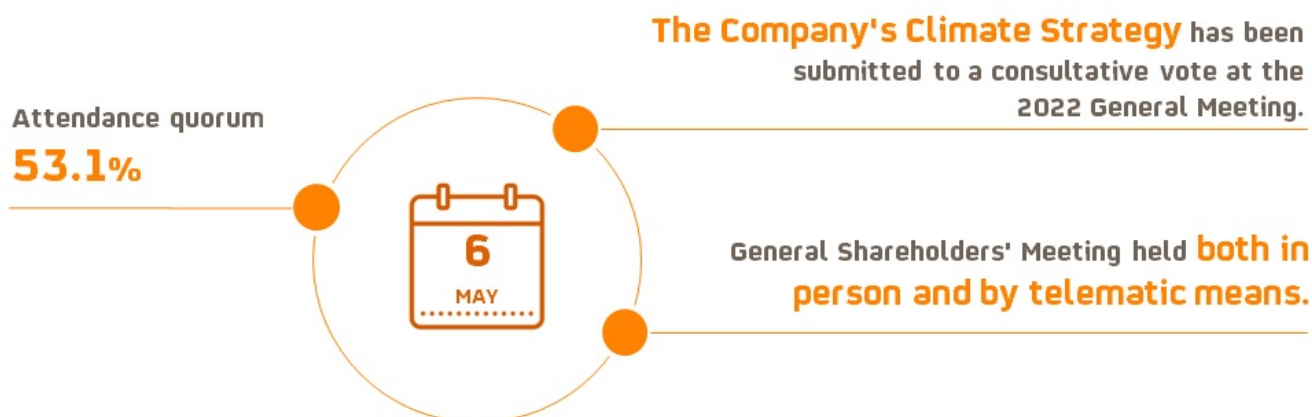 The Company's Climate Strategy has been
submitted to a consultative vote at the
2022 General Meeting.
Attendance quorum
53.1%
6
MAY
General Shareholders' Meeting held both in
person and by telematic means.